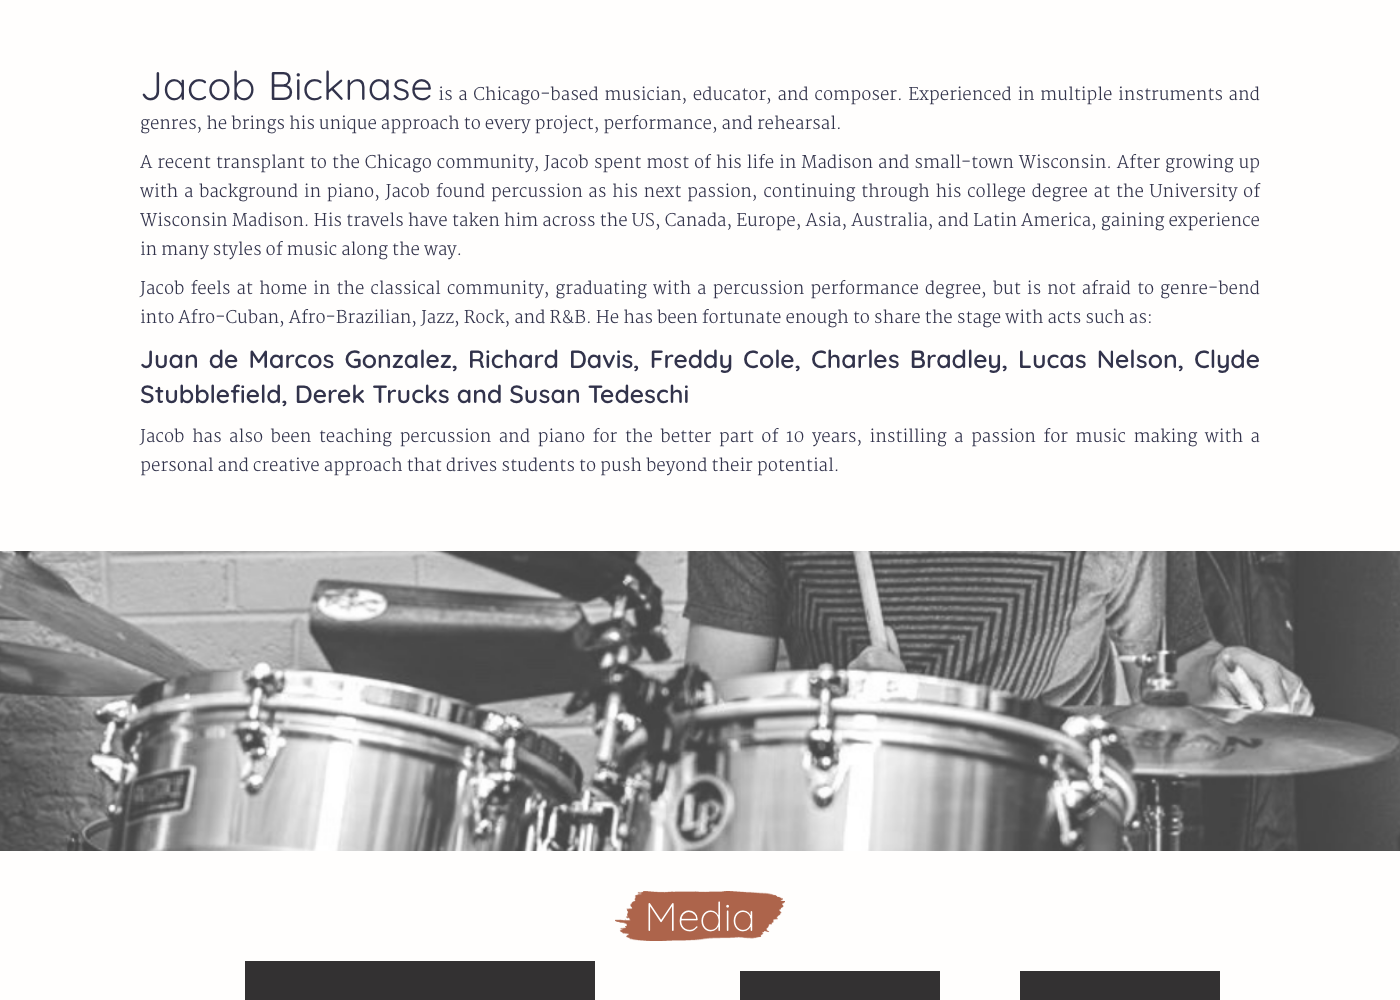 Jacob Bicknase is a Chicago-based musician, educator, and composer. Experienced in multiple instruments and
genres, he brings his unique approach to every project, performance, and rehearsal.
A recent transplant to the Chicago community, Jacob spent most of his life in Madison and small-town Wisconsin. After growing up
with a background in piano, Jacob found percussion as his next passion, continuing through his college degree at the University of
Wisconsin Madison. His travels have taken him across the US, Canada, Europe, Asia, Australia, and Latin America, gaining experience
in many styles of music along the way.
Jacob feels at home in the classical community, graduating with a percussion performance degree, but is not afraid to genre-bend
into Afro-Cuban, Afro-Brazilian, Jazz, Rock, and R&B. He has been fortunate enough to share the stage with acts such as:
Juan de Marcos Gonzalez, Richard Davis, Freddy Cole, Charles Bradley, Lucas Nelson, Clyde
Stubblefield, Derek Trucks and Susan Tedeschi
Jacob has also been teaching percussion and piano for the better part of 10 years, instilling a passion for music making with a
personal and creative approach that drives students to push beyond their potential.
LP
Media